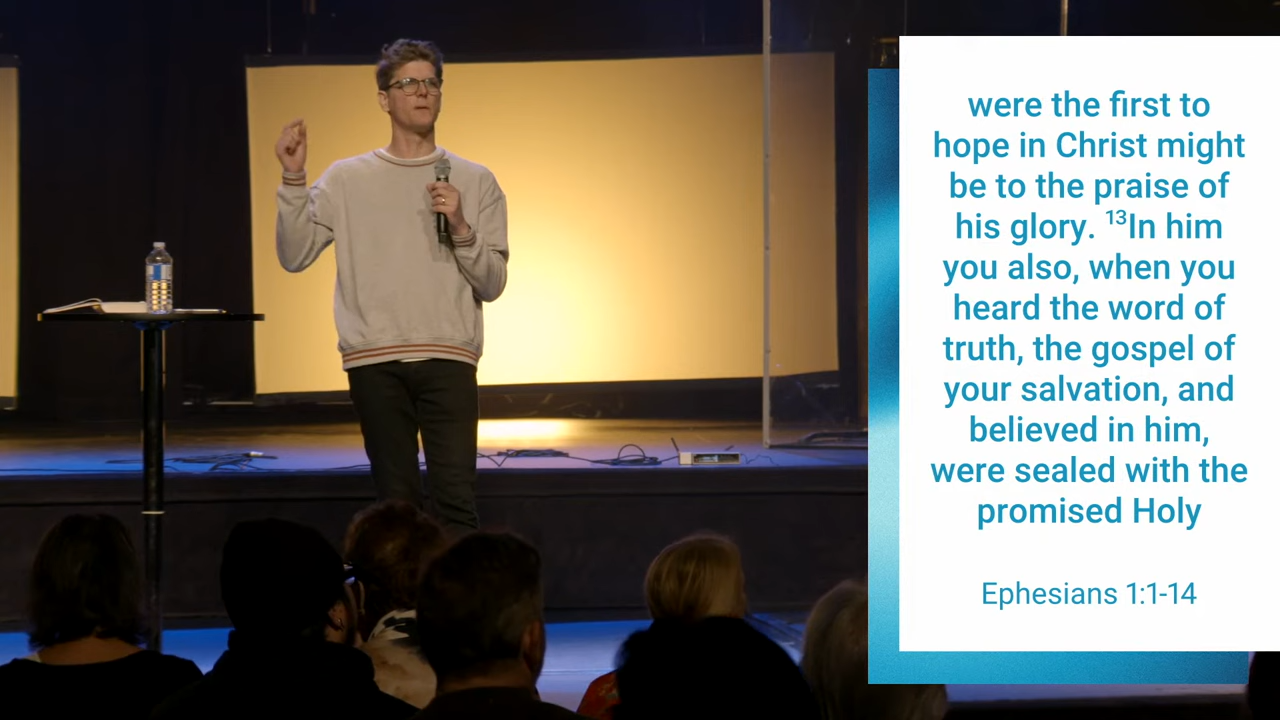 were the first to
hope in Christ might
be to the praise of
his glory. ¹³In him
you also, when you
heard the word of
truth, the gospel of
your salvation, and
believed in him,
were sealed with the
promised Holy
Ephesians 1:1-14